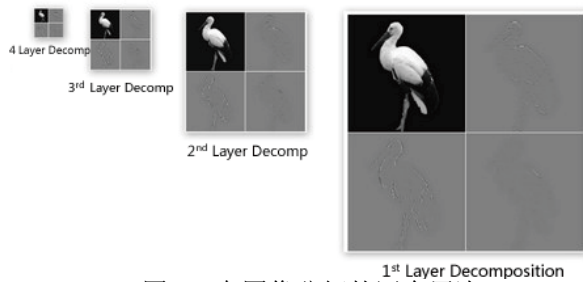 4 Layer Decomp
3rd Layer Decomp
2nd Layer Decomp
1st Layer Decomposition